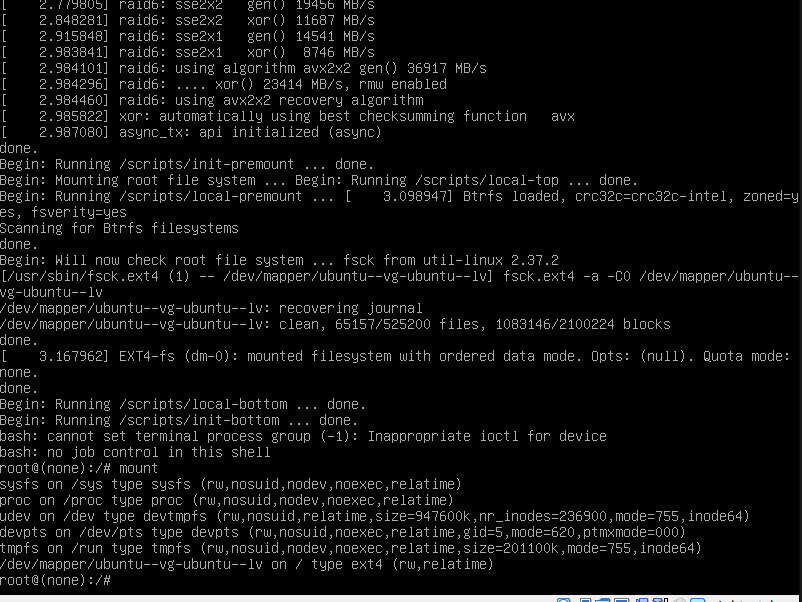 [    2.779805] raid6: sse2x2   gen() 19456 MB/s
[    2.848281] raid6: sse2x2   xor() 11687 MB/s
[    2.915848] raid6: sse2x1   gen() 14541 MB/s
[    2.983841] raid6: sse2x1   xor()  8746 MB/s
[    2.984101] raid6: using algorithm avx2x2 gen() 36917 MB/s
[    2.984296] raid6: .... xor() 23414 MB/s, rmw enabled
[    2.984460] raid6: using avx2x2 recovery algorithm
[    2.985822] xor: automatically using best checksumming function   avx
[    2.987080] async_tx: api initialized (async)
done.
Begin: Running /scripts/init-premount ... done.
Begin: Mounting root file system ... Begin: Running /scripts/local-top ... done.
Begin: Running /scripts/local-premount ... [    3.098947] Btrfs loaded, crc32c=crc32c-intel, zoned=y
es, fsverity=yes
Scanning for Btrfs filesystems
done.
Begin: Will now check root file system ... fsck from util-linux 2.37.2
[/usr/sbin/fsck.ext4 (1) -- /dev/mapper/ubuntu--vg-ubuntu--lv] fsck.ext4 -a -C0 /dev/mapper/ubuntu--
vg-ubuntu--lv
/dev/mapper/ubuntu--vg-ubuntu--lv: recovering journal
/dev/mapper/ubuntu--vg-ubuntu--lv: clean, 65157/525200 files, 1083146/2100224 blocks
done.
[    3.167962] EXT4-fs (dm-0): mounted filesystem with ordered data mode. Opts: (null). Quota mode:
none.
done.
Begin: Running /scripts/local-bottom ... done.
Begin: Running /scripts/init-bottom ... done.
bash: cannot set terminal process group (-1): Inappropriate ioctl for device
bash: no job control in this shell
root@(none):/# mount
sysfs on /sys type sysfs (rw,nosuid,nodev,noexec,relatime)
proc on /proc type proc (rw,nosuid,nodev,noexec,relatime)
udev on /dev type devtmpfs (rw,nosuid,relatime,size=947600k,nr_inodes=236900,mode=755,inode64)
devpts on /dev/pts type devpts (rw,nosuid,noexec,relatime,gid=5,mode=620,ptmxmode=000)
tmpfs on /run type tmpfs (rw,nosuid,nodev,noexec,relatime,size=201100k,mode=755,inode64)
/dev/mapper/ubuntu--vg-ubuntu--lv on / type ext4 (rw,relatime)
root@(none):/#